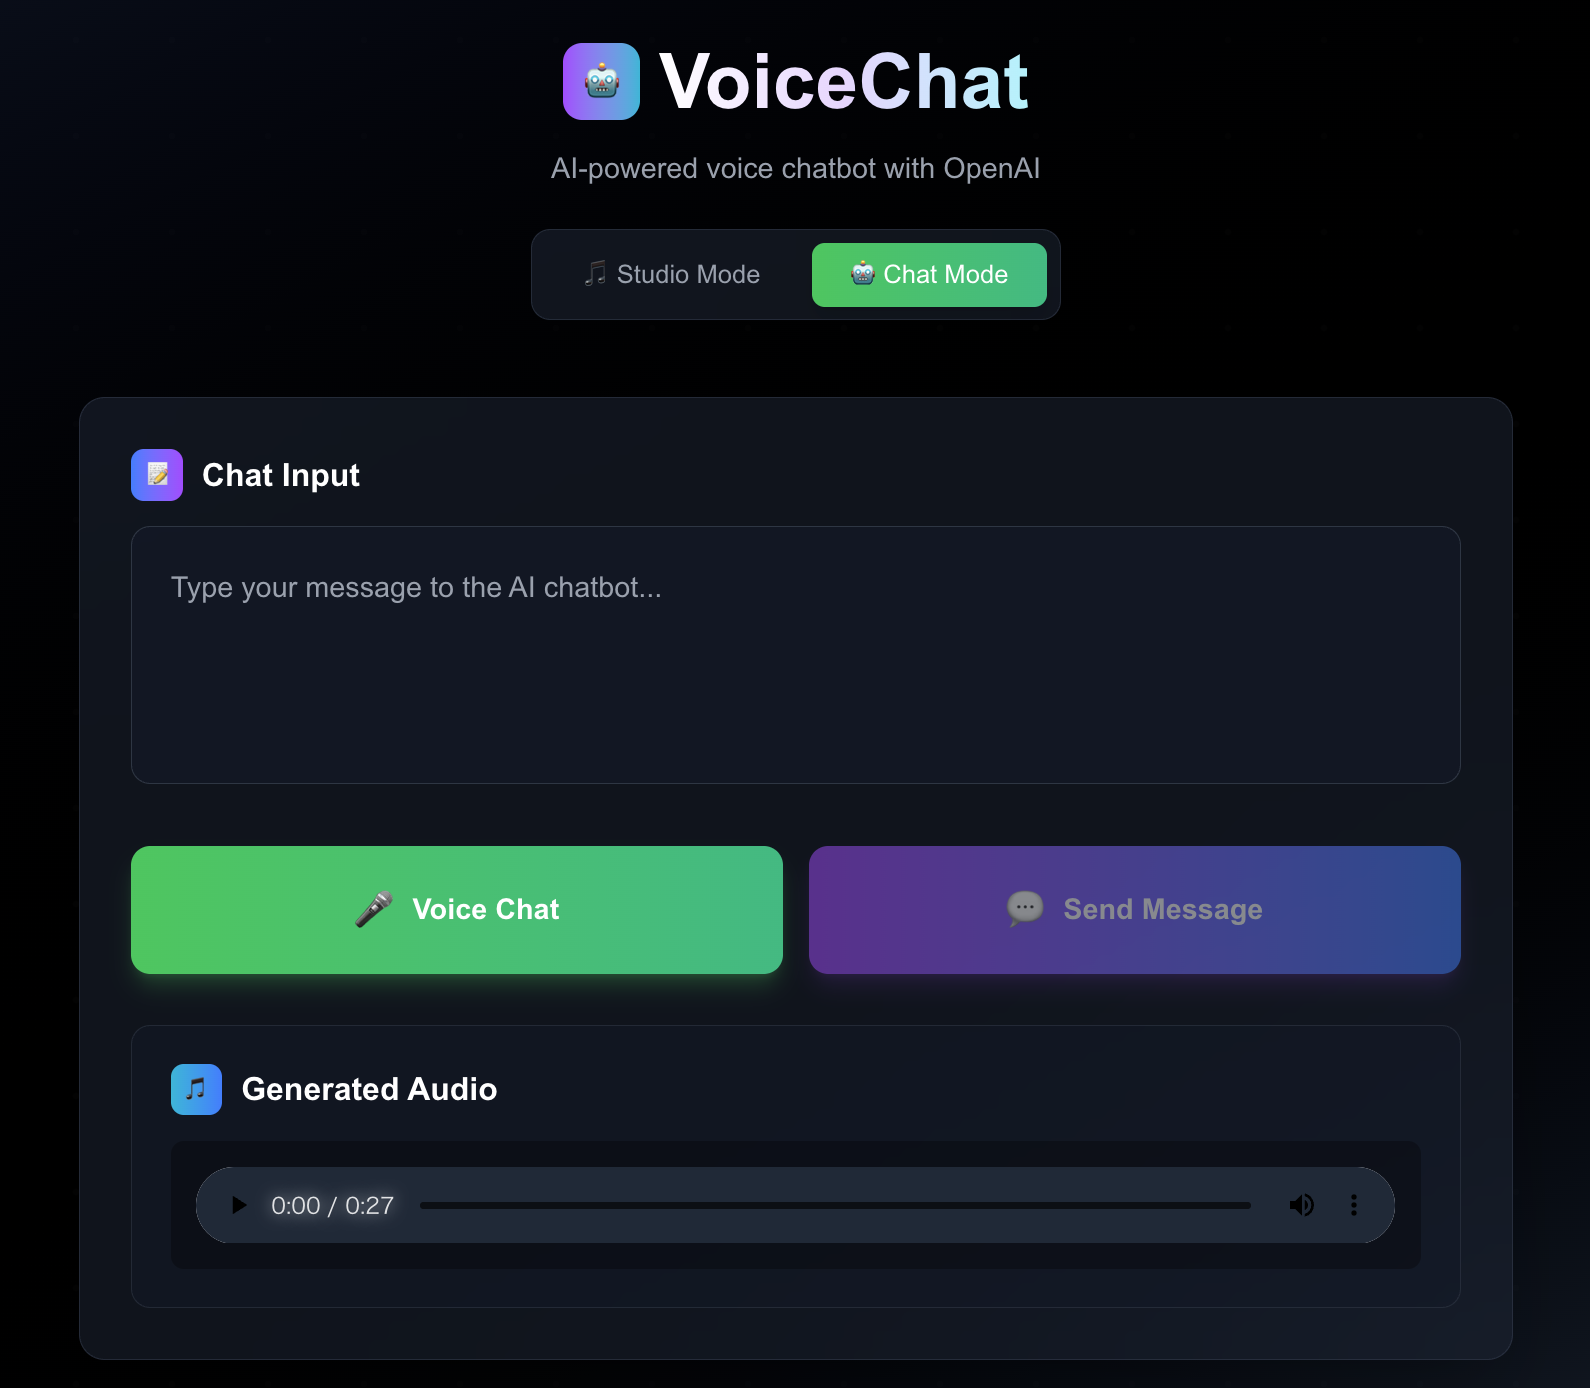 VoiceChat
AI-powered voice chatbot with OpenAI
Studio Mode
Chat Mode
Chat Input
Type your message to the AI chatbot...
Voice Chat
Send Message
Generated Audio
0:00 / 0:27